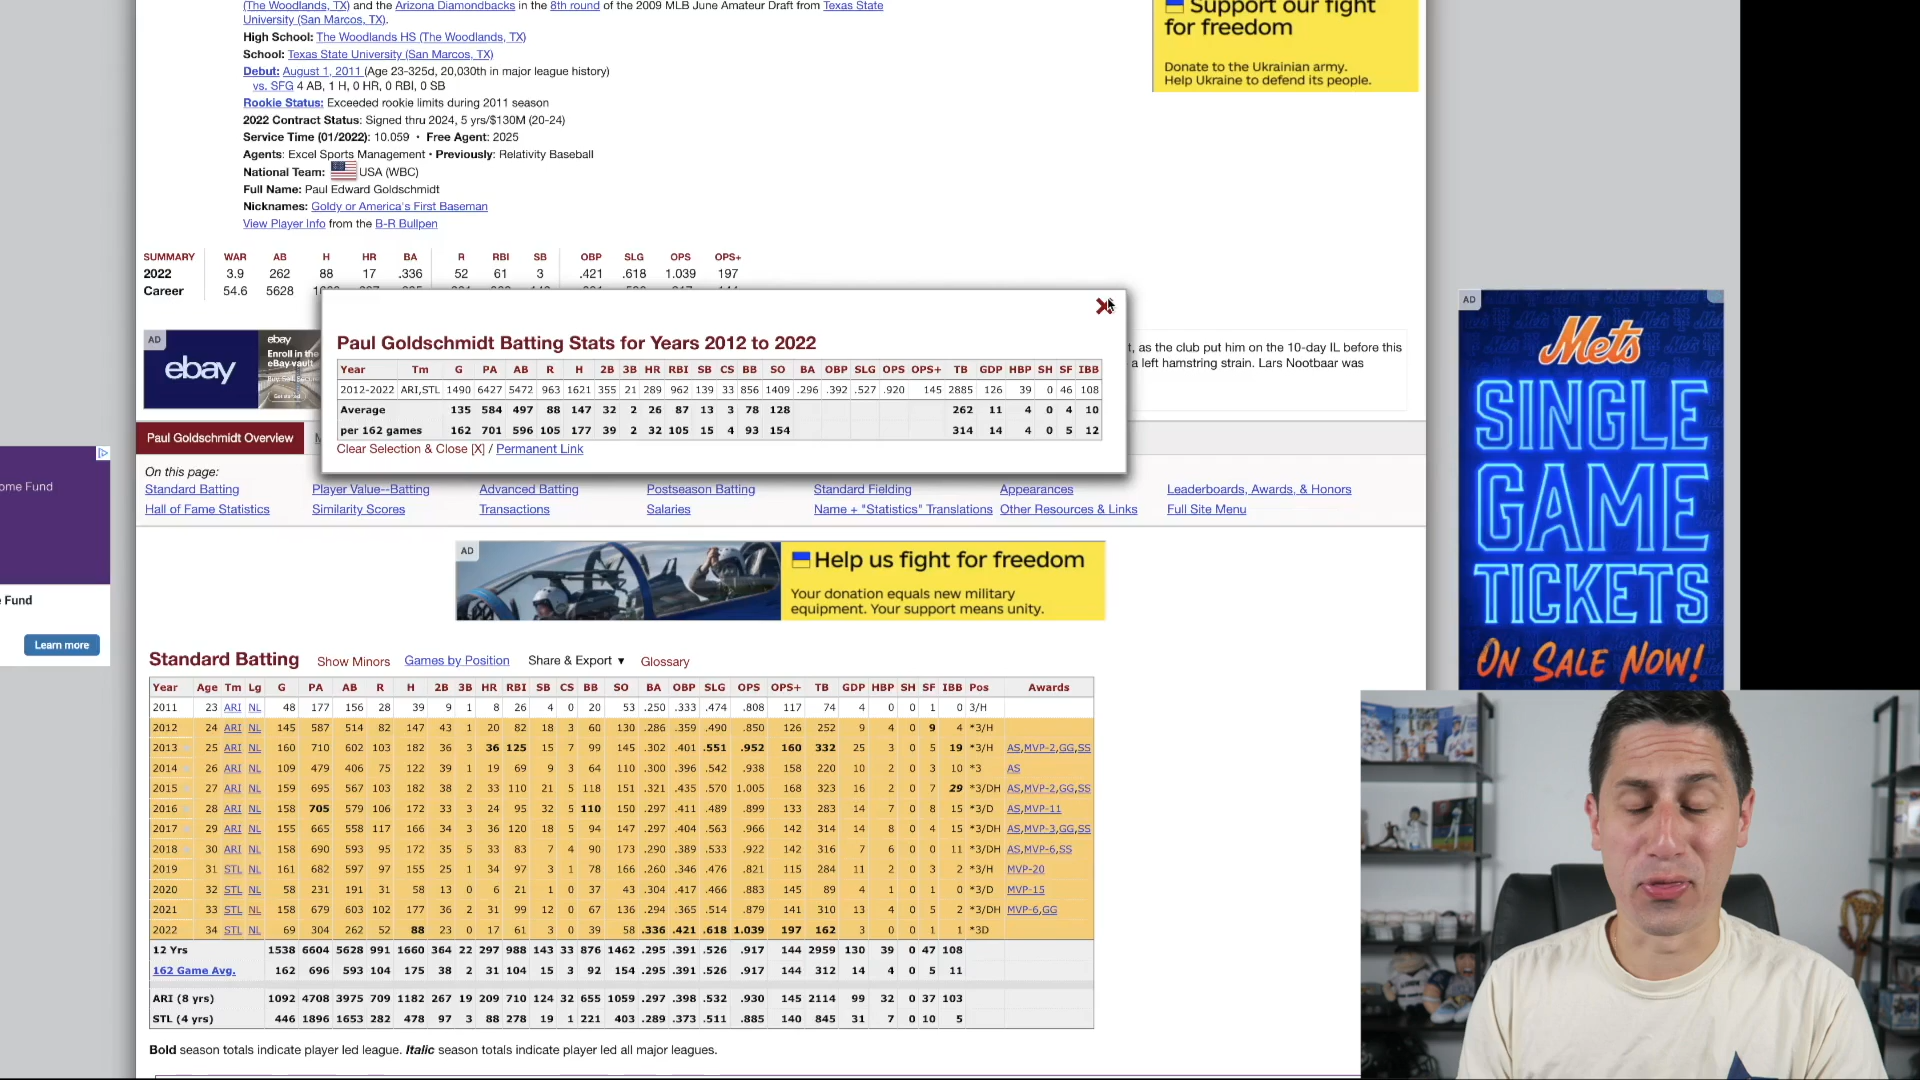 (The Woodlands, TX) and the Arizona Diamondbacks in the 8th round of the 2009 MLB June Amateur Draft from Texas State
University (San Marcos, TX).
High School: The Woodlands HS (The Woodlands, TX)
School: Texas State University (San Marcos, TX)
Debut: August 1, 2011 (Age 23-325d, 20,030th in major league history)
vs. SFG 4 AB, 1 H, 0 HR, 0 RBI, 0 SB
Rookie Status: Exceeded rookie limits during 2011 season
2022 Contract Status: Signed thru 2024, 5 yrs/$130M (20-24)
Service Time (01/2022): 10.059 • Free Agent: 2025
Agents: Excel Sports Management • Previously: Relativity Baseball
National Team: USA (WBC)
Full Name: Paul Edward Goldschmidt
Nicknames: Goldy or America's First Baseman
View Player Info from the B-R Bullpen
Support our fight
for freedom
Donate to the Ukrainian army.
Help Ukraine to defend its people.
SUMMARY WAR AB H HR BA R RBI SB OBP SLG OPS OPS+
2022 3.9 262 88 17 .336 52 61 3 .421 .618 1.039 197
Career 54.6 5628
AD
ebay
ebay
Enroll in the
eBay vault
t, as the club put him on the 10-day IL before this
a left hamstring strain. Lars Nootbaar was
Paul Goldschmidt Batting Stats for Years 2012 to 2022
Year Tm G PA AB R H 2B 3B HR RBI SB CS BB SO BA OBP SLG OPS OPS+ TB GDP HBP SH SF IBB
2012-2022 ARI,STL 1490 6427 5472 963 1621 355 21 289 962 139 33 856 1409 .296 .392 .527 .920 145 2885 126 39 0 46 108
Average 135 584 497 88 147 32 2 26 87 13 3 78 128 262 11 4 0 4 10
per 162 games 162 701 596 105 177 39 2 32 105 15 4 93 154 314 14 4 0 5 12
Clear Selection & Close [X] / Permanent Link
Paul Goldschmidt Overview
On this page:
Standard Batting Player Value--Batting Advanced Batting Postseason Batting Standard Fielding Appearances Leaderboards, Awards, & Honors
Hall of Fame Statistics Similarity Scores Transactions Salaries Name + "Statistics" Translations Other Resources & Links Full Site Menu
AD
Help us fight for freedom
Your donation equals new military
equipment. Your support means unity.
ome Fund
Fund
Learn more
AD
Mets
SINGLE
GAME
TICKETS
ON SALE NOW!
Standard Batting Show Minors Games by Position Share & Export ▼ Glossary
Year Age Tm Lg G PA AB R H 2B 3B HR RBI SB CS BB SO BA OBP SLG OPS OPS+ TB GDP HBP SH SF IBB Pos Awards
2011 23 ARI NL 48 177 156 28 39 9 1 8 26 4 0 20 53 .250 .333 .474 .808 117 74 4 0 0 1 0 3/H
2012 24 ARI NL 145 587 514 82 147 43 1 20 82 18 3 60 130 .286 .359 .490 .850 126 252 9 4 0 9 4 *3/H
2013 25 ARI NL 160 710 602 103 182 36 3 36 125 15 7 99 145 .302 .401 .551 .952 160 332 25 3 0 5 19 *3/H AS,MVP-2,GG,SS
2014 26 ARI NL 109 479 406 75 122 39 1 19 69 9 3 64 110 .300 .396 .542 .938 158 220 10 2 0 3 10 *3 AS
2015 27 ARI NL 159 695 567 103 182 38 2 33 110 21 5 118 151 .321 .435 .570 1.005 168 323 16 2 0 7 29 *3/DH AS,MVP-2,GG,SS
2016 28 ARI NL 158 705 579 106 172 33 3 24 95 32 5 110 150 .297 .411 .489 .899 133 283 14 7 0 8 15 *3/D AS,MVP-11
2017 29 ARI NL 155 665 558 117 166 34 3 36 120 18 5 94 147 .297 .404 .563 .966 142 314 14 8 0 4 15 *3/DH AS,MVP-3,GG,SS
2018 30 ARI NL 158 690 593 95 172 35 5 33 83 7 4 90 173 .290 .389 .533 .922 142 316 7 6 0 0 11 *3/DH AS,MVP-6,SS
2019 31 STL NL 161 682 597 97 155 25 1 34 97 3 1 78 166 .260 .346 .476 .821 115 284 11 2 0 3 2 *3/H MVP-20
2020 32 STL NL 58 231 191 31 58 13 0 6 21 1 0 37 43 .304 .417 .466 .883 145 89 4 1 0 1 0 *3/D MVP-15
2021 33 STL NL 158 679 603 102 177 36 2 31 99 12 0 67 136 .294 .365 .514 .879 141 310 13 4 0 5 2 *3/DH MVP-6,GG
2022 34 STL NL 69 304 262 52 88 23 0 17 61 3 0 39 58 .336 .421 .618 1.039 197 162 3 0 0 1 1 *3D
12 Yrs 1538 6604 5628 991 1660 364 22 297 988 143 33 876 1462 .295 .391 .526 .917 144 2959 130 39 0 47 108
162 Game Avg. 162 696 593 104 175 38 2 31 104 15 3 92 154 .295 .391 .526 .917 144 312 14 4 0 5 11
ARI (8 yrs) 1092 4708 3975 709 1182 267 19 209 710 124 32 655 1059 .297 .398 .532 .930 145 2114 99 32 0 37 103
STL (4 yrs) 446 1896 1653 282 478 97 3 88 278 19 1 221 403 .289 .373 .511 .885 140 845 31 7 0 10 5
Bold season totals indicate player led league. Italic season totals indicate player led all major leagues.